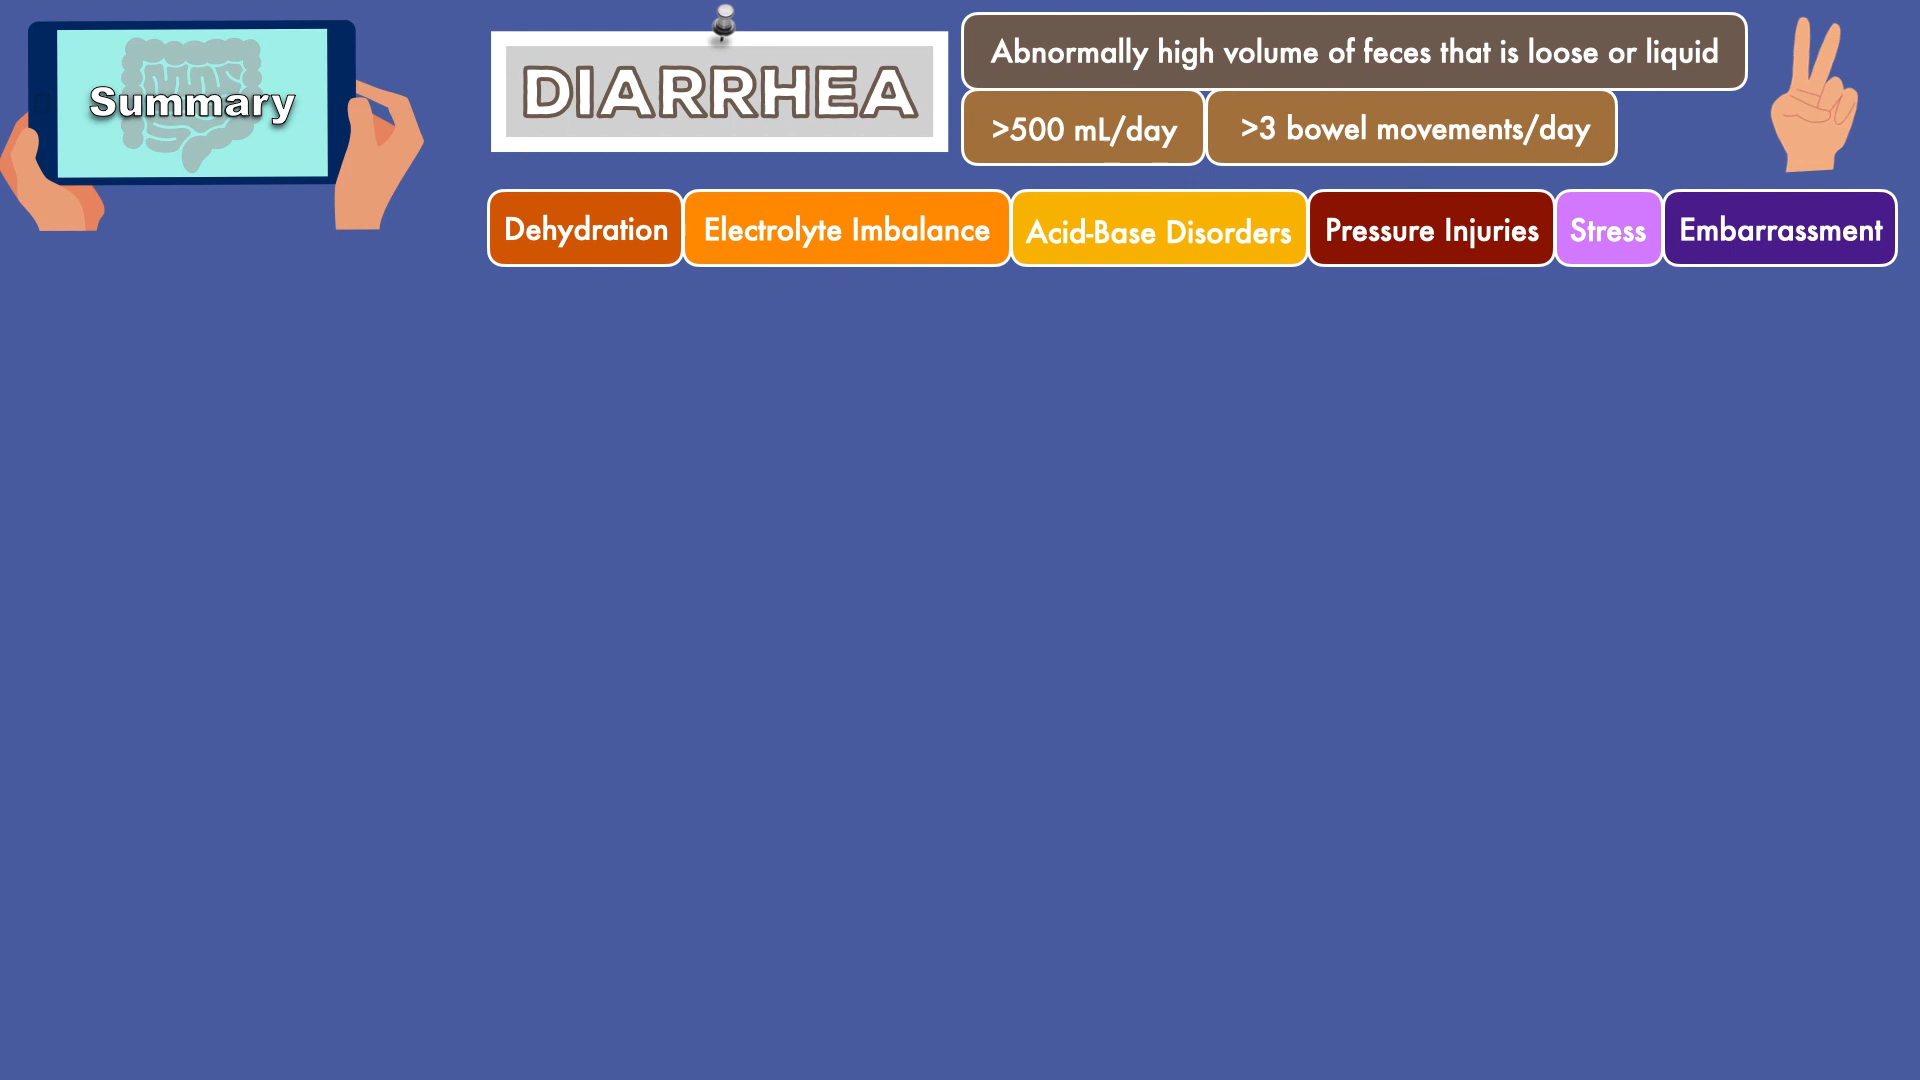 Summary
DIARRHEA
Abnormally high volume of feces that is loose or liquid
>500 mL/day
>3 bowel movements/day
Dehydration
Electrolyte Imbalance
Acid-Base Disorders
Pressure Injuries
Stress
Embarrassment